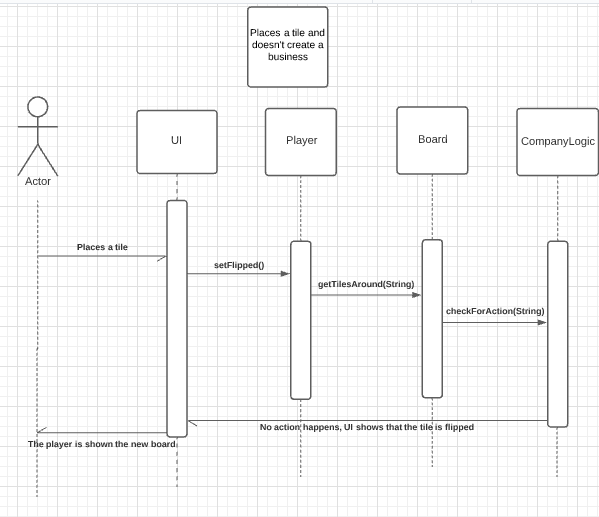 Places a tile and
doesn't create a
business
UI
Player
Board
CompanyLogic
Actor
Places a tile
setFlipped()
getTilesAround(String)
checkForAction(String)
No action happens, UI shows that the tile is flipped
The player is shown the new board